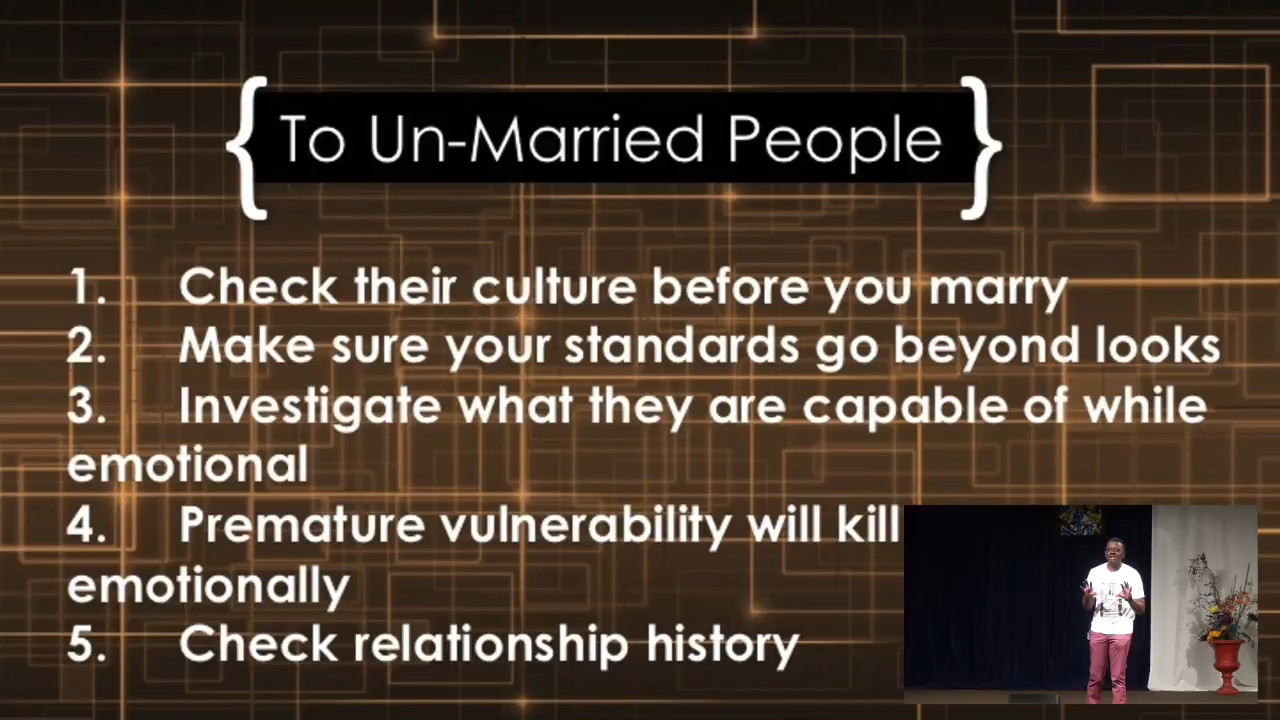 {To Un-Married People}
1. Check their culture before you marry
2. Make sure your standards go beyond looks
3. Investigate what they are capable of while
emotional
4. Premature vulnerability will kill
emotionally
5. Check relationship history